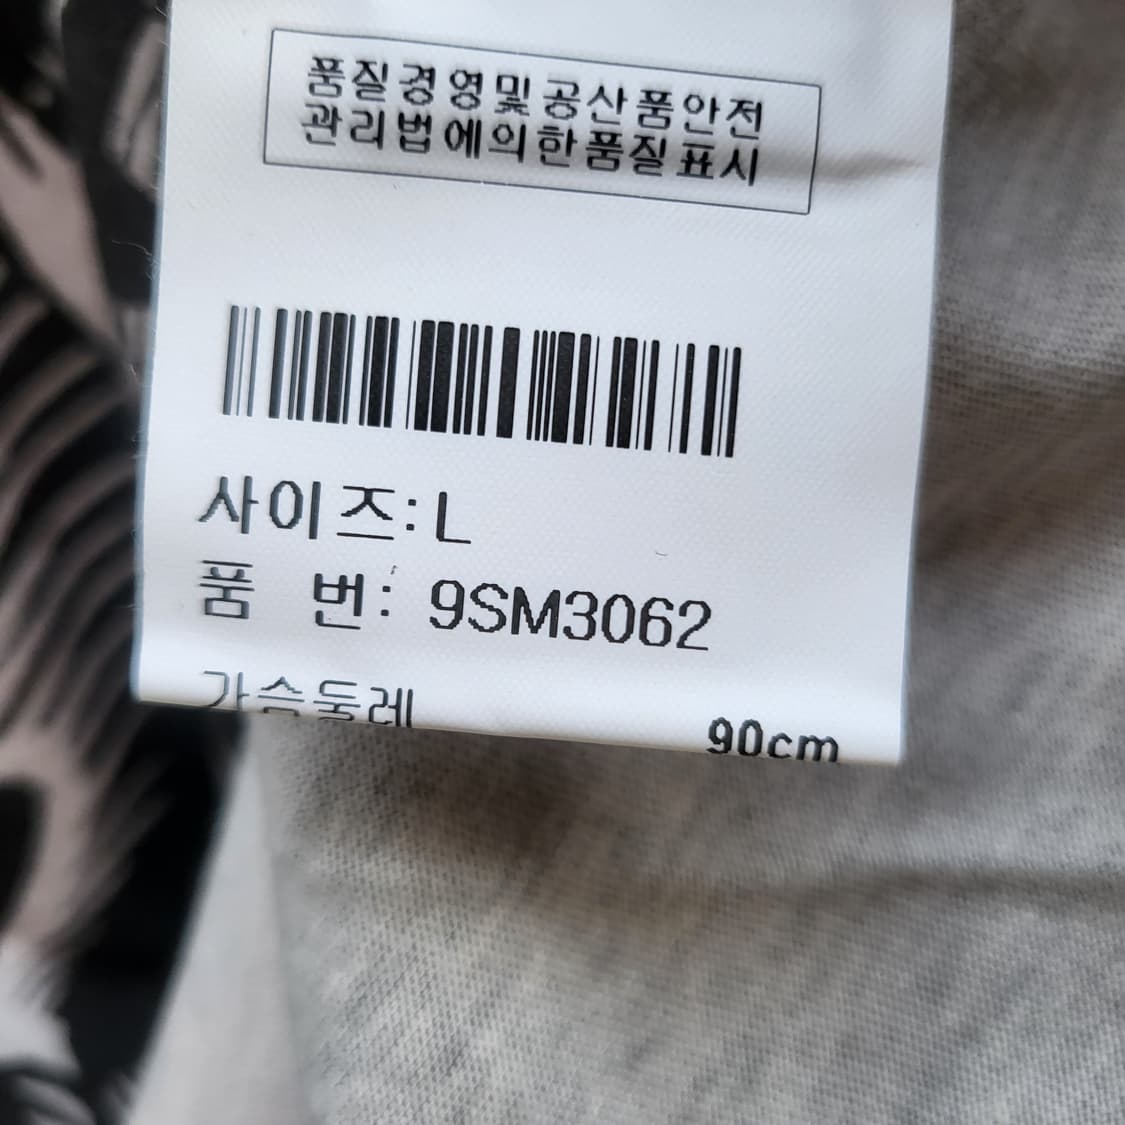 품질경영및공산품안전
관리법에의한품질표시
사이즈:L
품 번: 9SM3062
가슴둘레 90cm